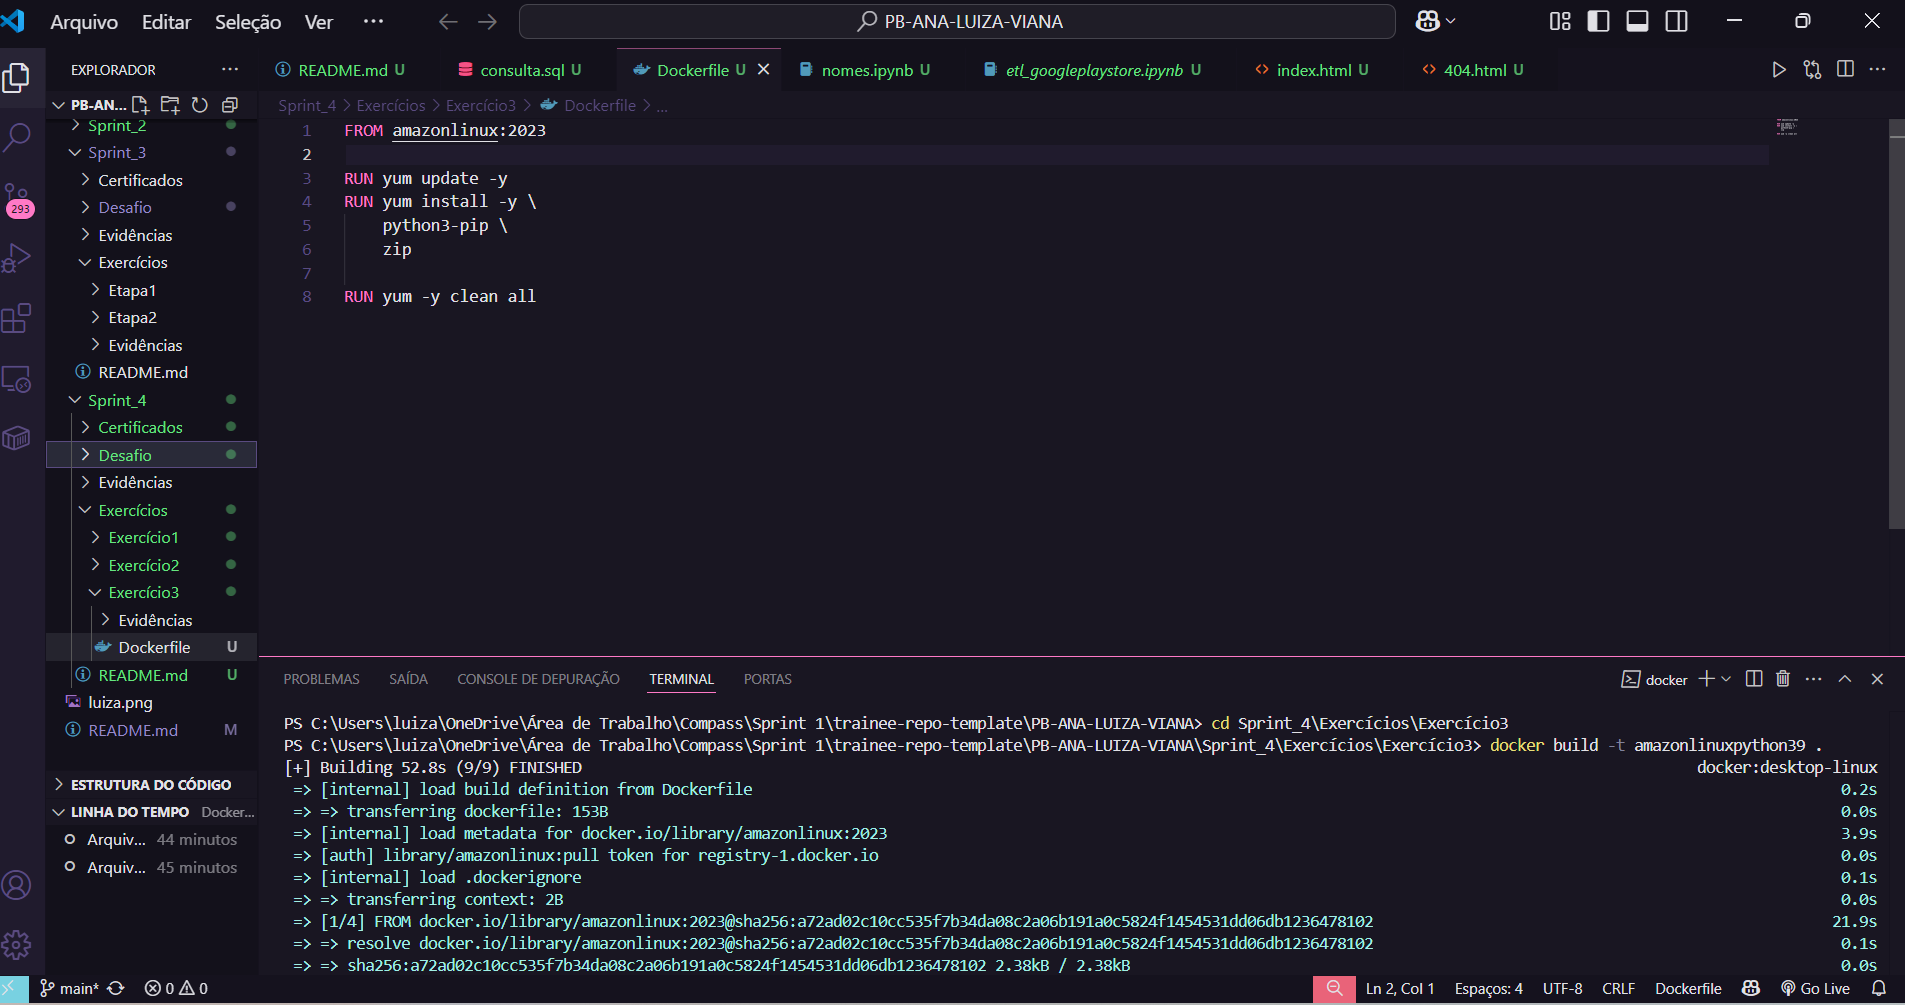 Arquivo Editar Seleção Ver ··· PB-ANA-LUIZA-VIANA
EXPLORADOR ···
README.md U consulta.sql U Dockerfile U nomes.ipynb U etl_googleplaystore.ipynb U index.html U 404.html U ···
PB-AN...
Sprint_4 > Exercícios > Exercício3 > Dockerfile > ...
Sprint_2
Sprint_3
Certificados
Desafio
Evidências
Exercícios
Etapa1
Etapa2
Evidências
README.md
Sprint_4
Certificados
Desafio
Evidências
Exercícios
Exercício1
Exercício2
Exercício3
Evidências
Dockerfile U
README.md U
luiza.png
README.md M
ESTRUTURA DO CÓDIGO
LINHA DO TEMPO Docker...
Arquiv... 44 minutos
Arquiv... 45 minutos
293
1 FROM amazonlinux:2023
2
3 RUN yum update -y
4 RUN yum install -y \
5 python3-pip \
6 zip
7
8 RUN yum -y clean all
PROBLEMAS SAÍDA CONSOLE DE DEPURAÇÃO TERMINAL PORTAS docker ···
PS C:\Users\luiza\OneDrive\Área de Trabalho\Compass\Sprint 1\trainee-repo-template\PB-ANA-LUIZA-VIANA> cd Sprint_4\Exercícios\Exercício3
PS C:\Users\luiza\OneDrive\Área de Trabalho\Compass\Sprint 1\trainee-repo-template\PB-ANA-LUIZA-VIANA\Sprint_4\Exercícios\Exercício3> docker build -t amazonlinuxpython39 .
[+] Building 52.8s (9/9) FINISHED docker:desktop-linux
=> [internal] load build definition from Dockerfile 0.2s
=> => transferring dockerfile: 153B 0.0s
=> [internal] load metadata for docker.io/library/amazonlinux:2023 3.9s
=> [auth] library/amazonlinux:pull token for registry-1.docker.io 0.0s
=> [internal] load .dockerignore 0.1s
=> => transferring context: 2B 0.0s
=> [1/4] FROM docker.io/library/amazonlinux:2023@sha256:a72ad02c10cc535f7b34da08c2a06b191a0c5824f1454531dd06db1236478102 21.9s
=> => resolve docker.io/library/amazonlinux:2023@sha256:a72ad02c10cc535f7b34da08c2a06b191a0c5824f1454531dd06db1236478102 0.1s
=> => sha256:a72ad02c10cc535f7b34da08c2a06b191a0c5824f1454531dd06db1236478102 2.38kB / 2.38kB 0.0s
main* 0 0 Ln 2, Col 1 Espaços: 4 UTF-8 CRLF Dockerfile Go Live